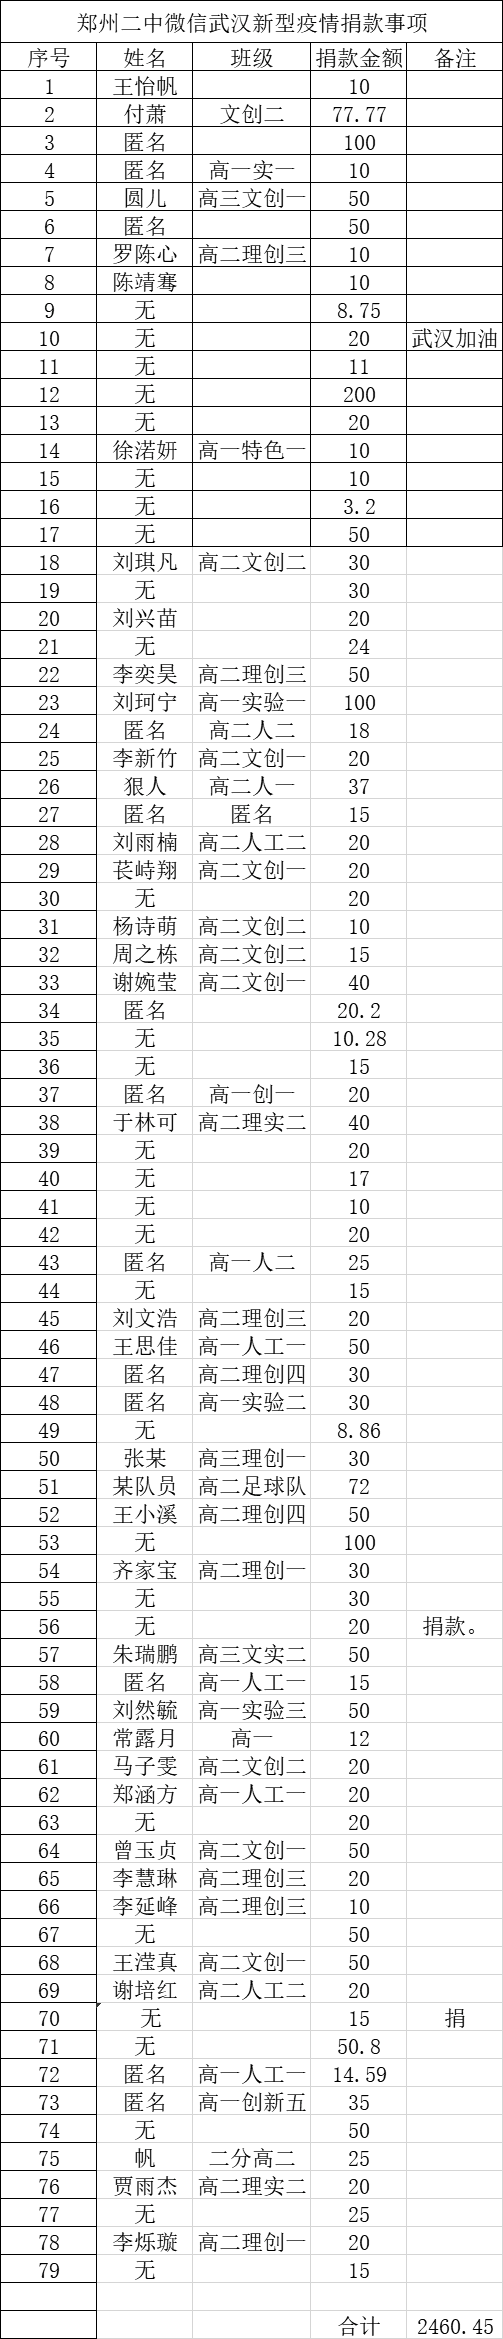 郑州二中微信武汉新型疫情捐款事项
序号 姓名 班级 捐款金额 备注
1 王怡帆 10
2 付萧 文创二 77.77
3 匿名 100
4 匿名 高一实一 10
5 圆儿 高三文创一 50
6 匿名 50
7 罗陈心 高二理创三 10
8 陈靖骞 10
9 无 8.75
10 无 20 武汉加油
11 无 11
12 无 200
13 无 20
14 徐渃妍 高一特色一 10
15 无 10
16 无 3.2
17 无 50
18 刘琪凡 高二文创二 30
19 无 30
20 刘兴苗 20
21 无 24
22 李奕昊 高二理创三 50
23 刘珂宁 高一实验一 100
24 匿名 高二人二 18
25 李新竹 高二文创一 20
26 狠人 高二人一 37
27 匿名 匿名 15
28 刘雨楠 高二人工二 20
29 苌峙翔 高二文创一 20
30 无 20
31 杨诗萌 高二文创二 10
32 周之栋 高二文创二 15
33 谢婉莹 高二文创一 40
34 匿名 20.2
35 无 10.28
36 无 15
37 匿名 高一创一 20
38 于林可 高二理实二 40
39 无 20
40 无 17
41 无 10
42 无 20
43 匿名 高一人二 25
44 无 15
45 刘文浩 高二理创三 20
46 王思佳 高一人工一 50
47 匿名 高二理创四 30
48 匿名 高一实验二 30
49 无 8.86
50 张某 高三理创一 30
51 某队员 高二足球队 72
52 王小溪 高二理创四 50
53 无 100
54 齐家宝 高二理创一 30
55 无 30
56 无 20 捐款。
57 朱瑞鹏 高三文实二 50
58 匿名 高一人工一 15
59 刘然毓 高一实验三 50
60 常露月 高一 12
61 马子雯 高二文创二 20
62 郑涵方 高一人工一 20
63 无 20
64 曾玉贞 高二文创一 50
65 李慧琳 高二理创三 20
66 李延峰 高二理创三 10
67 无 50
68 王滢真 高二文创一 50
69 谢培红 高二人工二 20
70 无 15 捐
71 无 50.8
72 匿名 高一人工一 14.59
73 匿名 高一创新五 35
74 无 50
75 帆 二分高二 25
76 贾雨杰 高二理实二 20
77 无 25
78 李烁璇 高二理创一 20
79 无 15
合计 2460.45